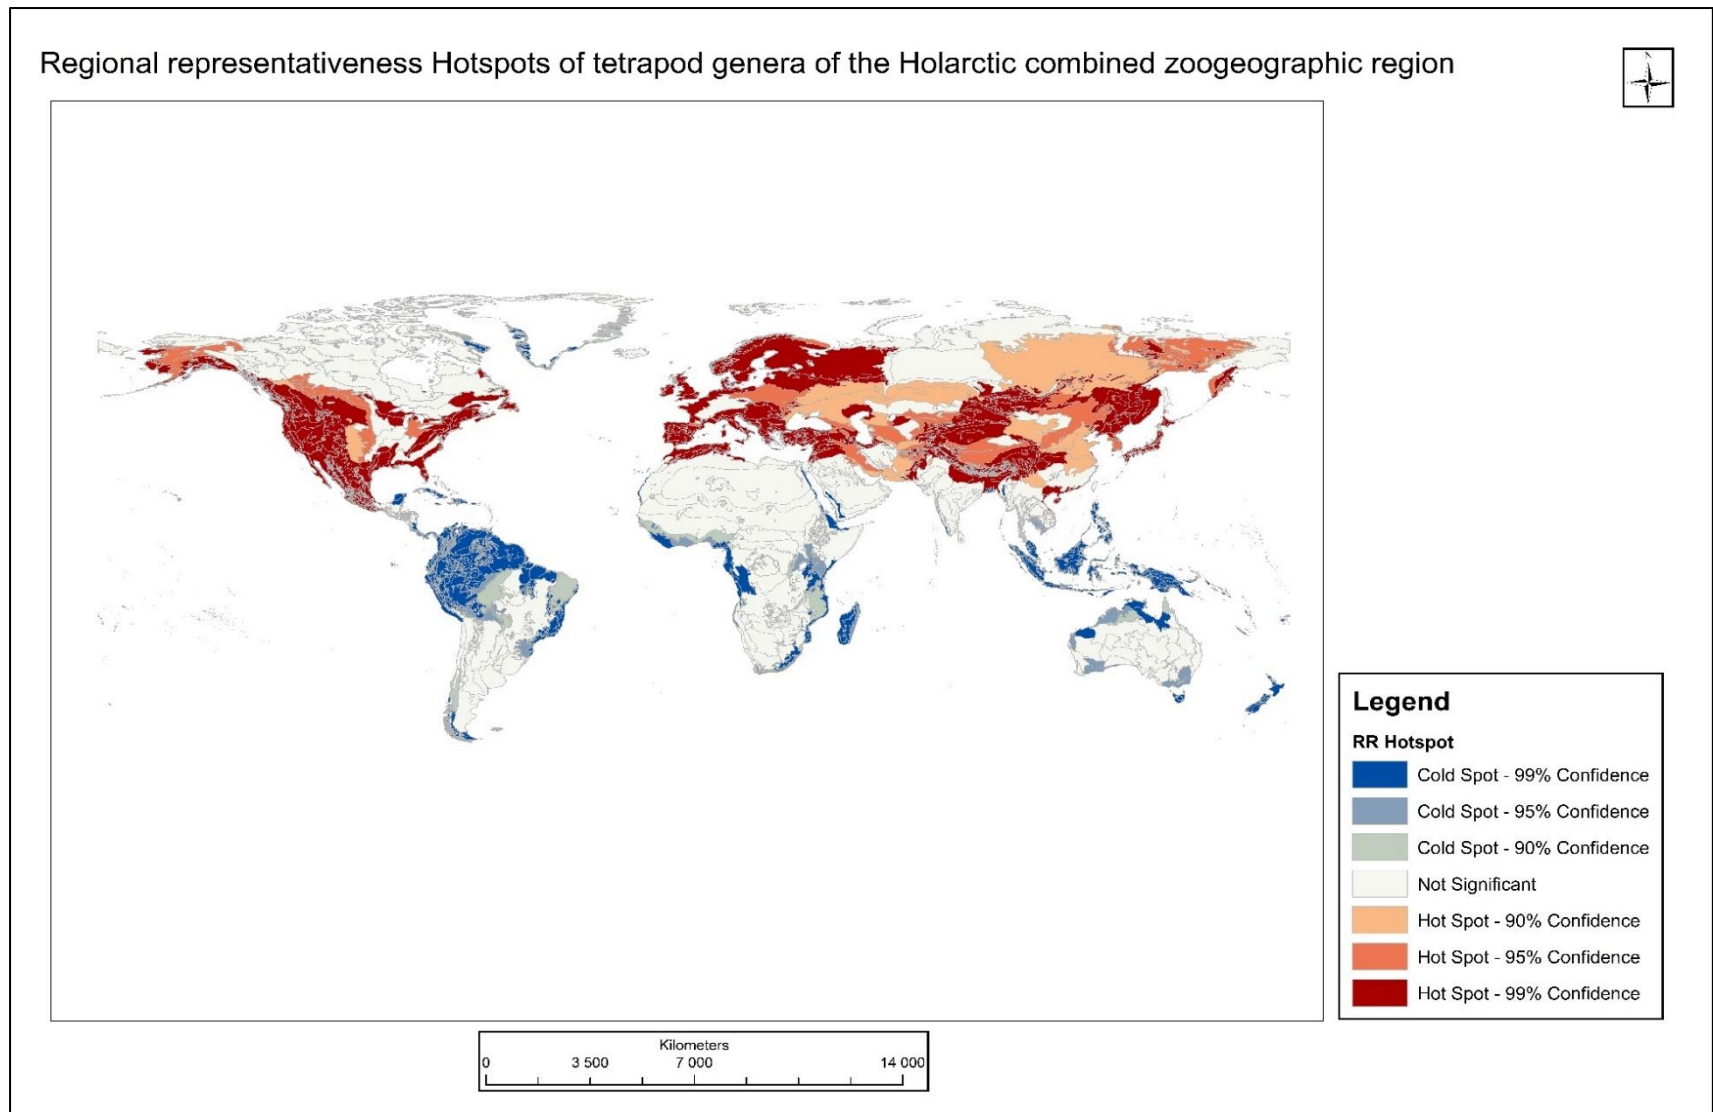 Regional representativeness Hotspots of tetrapod genera of the Holarctic combined zoogeographic region
Legend
RR Hotspot
Cold Spot - 99% Confidence
Cold Spot - 95% Confidence
Cold Spot - 90% Confidence
Not Significant
Hot Spot - 90% Confidence
Hot Spot - 95% Confidence
Hot Spot - 99% Confidence
Kilometers
0 3 500 7 000 14 000